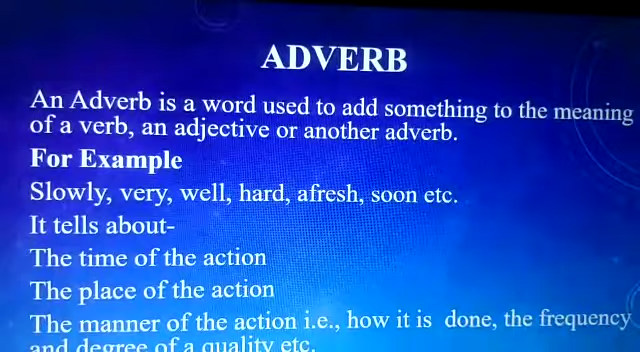 ADVERB
An Adverb is a word used to add something to the meaning
of a verb, an adjective or another adverb.
For Example
Slowly, very, well, hard, afresh, soon etc.
It tells about-
The time of the action
The place of the action
The manner of the action i.e., how it is done, the frequency
and degree of a quality etc.